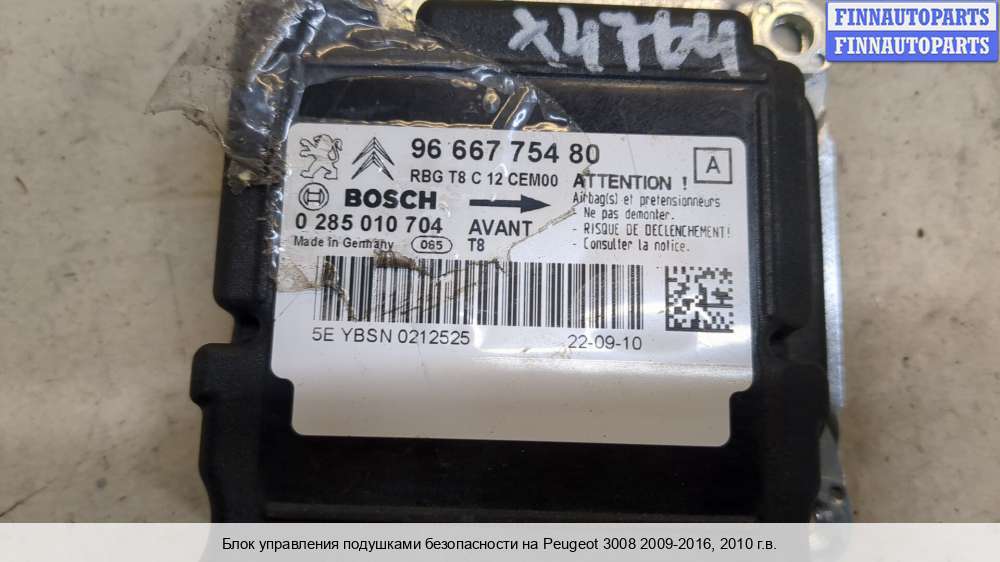 FINNAUTOPARTS
FINNAUTOPARTS
x4764
96 667 754 80
RBG T8 C 12 CEM00
A
BOSCH
0 285 010 704
AVANT
T8
Made in Germany
065
ATTENTION !
Airbag(s) et pretensionneurs
- Ne pas demonter.
- RISQUE DE DECLENCHEMENT!
- Consulter la notice.
5E YBSN 0212525
22-09-10
Блок управления подушками безопасности на Peugeot 3008 2009-2016, 2010 г.в.